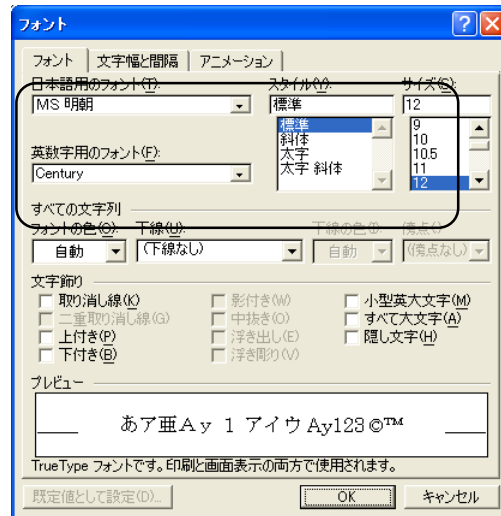 フォント
フォント 文字幅と間隔 アニメーション
日本語用のフォント(T): スタイル(Y): サイズ(S):
MS 明朝 標準 12
標準 9
斜体 10
太字 10.5
太字 斜体 11
12
英数字用のフォント(F):
Century
すべての文字列
フォントの色(O): 下線(U): 下線の色(I): 傍点(:)
自動 (下線なし) 自動 (傍点なし)
文字飾り
取り消し線(K) 影付き(W) 小型英大文字(M)
二重取り消し線(G) 中抜き(O) すべて大文字(A)
上付き(P) 浮き出し(E) 隠し文字(H)
下付き(B) 浮き彫り(V)
プレビュー
あア亜Ay 1 アイウ Ay123©™
TrueType フォントです。印刷と画面表示の両方で使用されます。
既定値として設定(D)... OK キャンセル